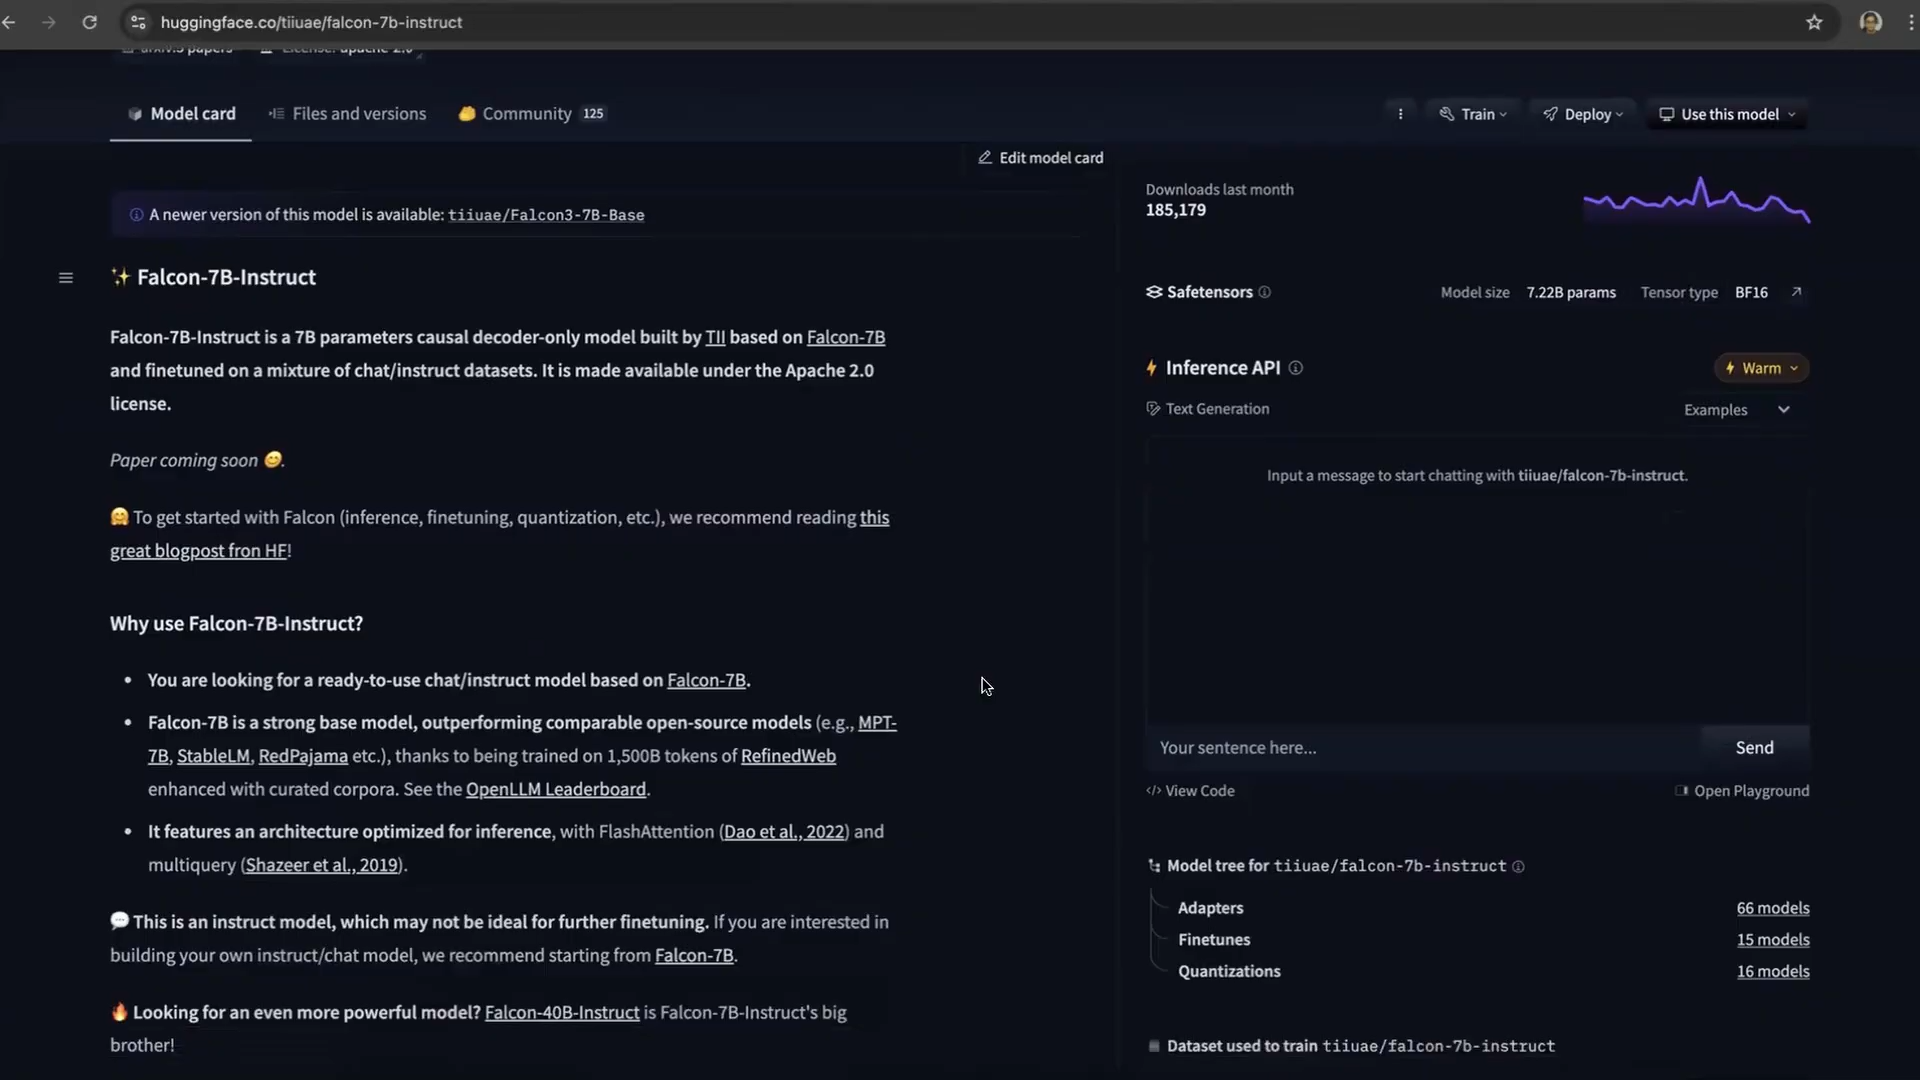 huggingface.co/tiiuae/falcon-7b-instruct
arxiv:5 papers License: apache-2.0
Model card
Files and versions
Community 125
Train
Deploy
Use this model
Edit model card
A newer version of this model is available: tiiuae/Falcon3-7B-Base
✨ Falcon-7B-Instruct
Falcon-7B-Instruct is a 7B parameters causal decoder-only model built by TII based on Falcon-7B
and finetuned on a mixture of chat/instruct datasets. It is made available under the Apache 2.0
license.
Paper coming soon 😊.
🤗 To get started with Falcon (inference, finetuning, quantization, etc.), we recommend reading this
great blogpost fron HF!
Why use Falcon-7B-Instruct?
• You are looking for a ready-to-use chat/instruct model based on Falcon-7B.
• Falcon-7B is a strong base model, outperforming comparable open-source models (e.g., MPT-
7B, StableLM, RedPajama etc.), thanks to being trained on 1,500B tokens of RefinedWeb
enhanced with curated corpora. See the OpenLLM Leaderboard.
• It features an architecture optimized for inference, with FlashAttention (Dao et al., 2022) and
multiquery (Shazeer et al., 2019).
💬 This is an instruct model, which may not be ideal for further finetuning. If you are interested in
building your own instruct/chat model, we recommend starting from Falcon-7B.
🔥 Looking for an even more powerful model? Falcon-40B-Instruct is Falcon-7B-Instruct's big
brother!
Downloads last month
185,179
Safetensors
Model size 7.22B params Tensor type BF16
Inference API
Warm
Text Generation
Examples
Input a message to start chatting with tiiuae/falcon-7b-instruct.
Your sentence here...
Send
</> View Code
Open Playground
Model tree for tiiuae/falcon-7b-instruct
Adapters 66 models
Finetunes 15 models
Quantizations 16 models
Dataset used to train tiiuae/falcon-7b-instruct